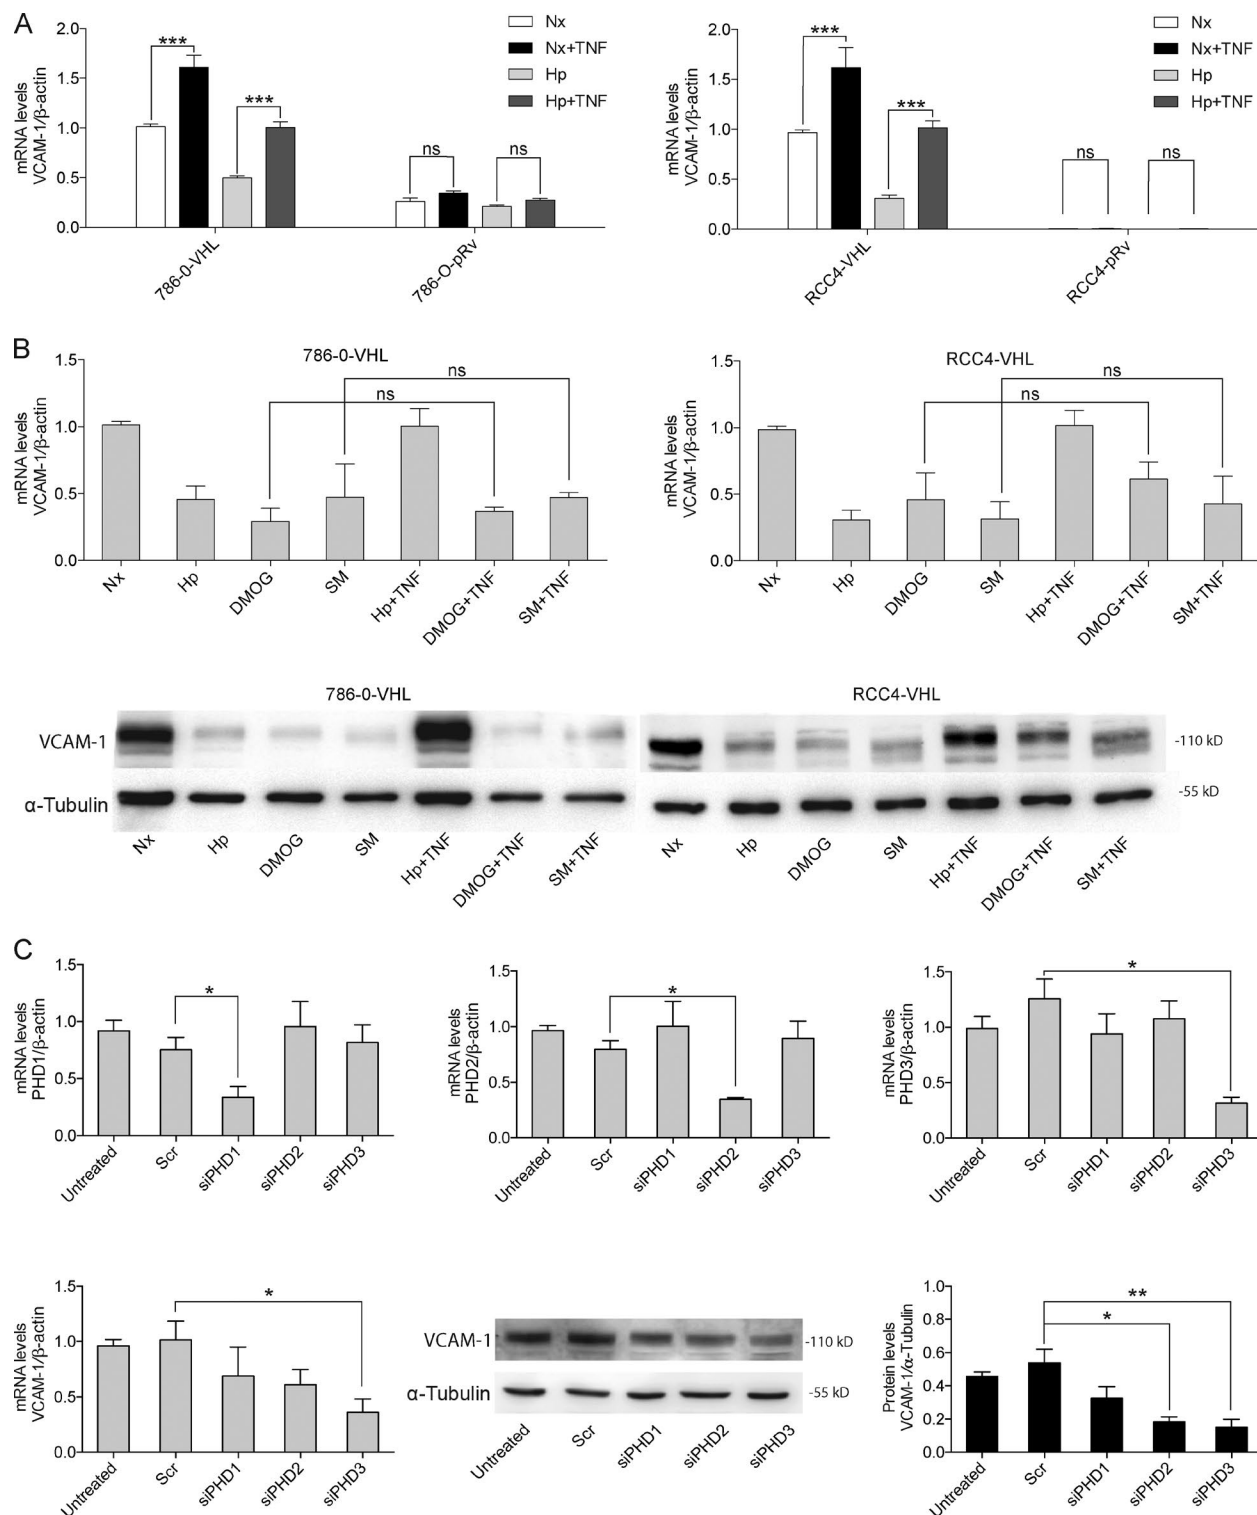 A
mRNA levels
VCAM-1/β-actin
2.0
1.5
1.0
0.5
0.0
***
***
ns
ns
Nx
Nx+TNF
Hp
Hp+TNF
786-0-VHL
786-O-pRv
mRNA levels
VCAM-1/β-actin
2.0
1.5
1.0
0.5
0.0
***
***
ns
ns
Nx
Nx+TNF
Hp
Hp+TNF
RCC4-VHL
RCC4-pRv
B
786-0-VHL
mRNA levels
VCAM-1/β-actin
1.5
1.0
0.5
0.0
ns
ns
Nx
Hp
DMOG
SM
Hp+TNF
DMOG+TNF
SM+TNF
RCC4-VHL
mRNA levels
VCAM-1/β-actin
1.5
1.0
0.5
0.0
ns
ns
Nx
Hp
DMOG
SM
Hp+TNF
DMOG+TNF
SM+TNF
786-0-VHL
RCC4-VHL
VCAM-1
-110 kD
α-Tubulin
-55 kD
Nx
Hp
DMOG
SM
Hp+TNF
DMOG+TNF
SM+TNF
Nx
Hp
DMOG
SM
Hp+TNF
DMOG+TNF
SM+TNF
C
mRNA levels
PHD1/β-actin
1.5
1.0
0.5
0.0
*
Untreated
Scr
siPHD1
siPHD2
siPHD3
mRNA levels
PHD2/β-actin
1.5
1.0
0.5
0.0
*
Untreated
Scr
siPHD1
siPHD2
siPHD3
mRNA levels
PHD3/β-actin
1.5
1.0
0.5
0.0
*
Untreated
Scr
siPHD1
siPHD2
siPHD3
mRNA levels
VCAM-1/β-actin
1.5
1.0
0.5
0.0
*
Untreated
Scr
siPHD1
siPHD2
siPHD3
VCAM-1
-110 kD
α-Tubulin
-55 kD
Untreated
Scr
siPHD1
siPHD2
siPHD3
Protein levels
VCAM-1/α-Tubulin
1.0
0.8
0.6
0.4
0.2
0.0
**
*
Untreated
Scr
siPHD1
siPHD2
siPHD3